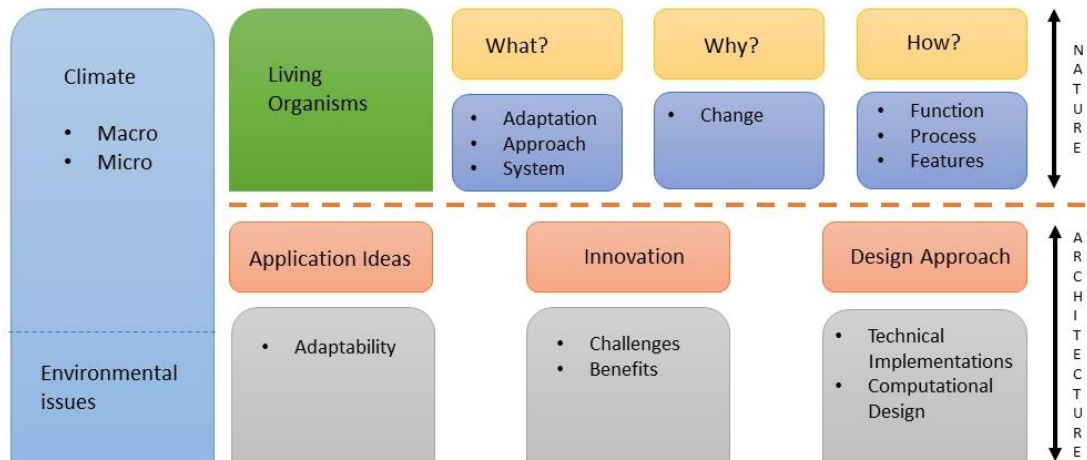 Climate
• Macro
• Micro
Environmental
issues
Living
Organisms
What?
• Adaptation
• Approach
• System
Why?
• Change
How?
• Function
• Process
• Features
NATURE
Application Ideas
• Adaptability
Innovation
• Challenges
• Benefits
Design Approach
• Technical
Implementations
• Computational
Design
ARCHITECTURE